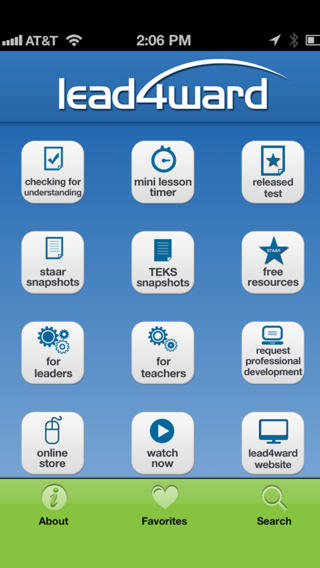 AT&T 2:06 PM
lead4ward
checking for
understanding
mini lesson
timer
released
test
staar
snapshots
TEKS
snapshots
STAAR
free
resources
for
leaders
for
teachers
request
professional
development
online
store
watch
now
lead4ward
website
About
Favorites
Search